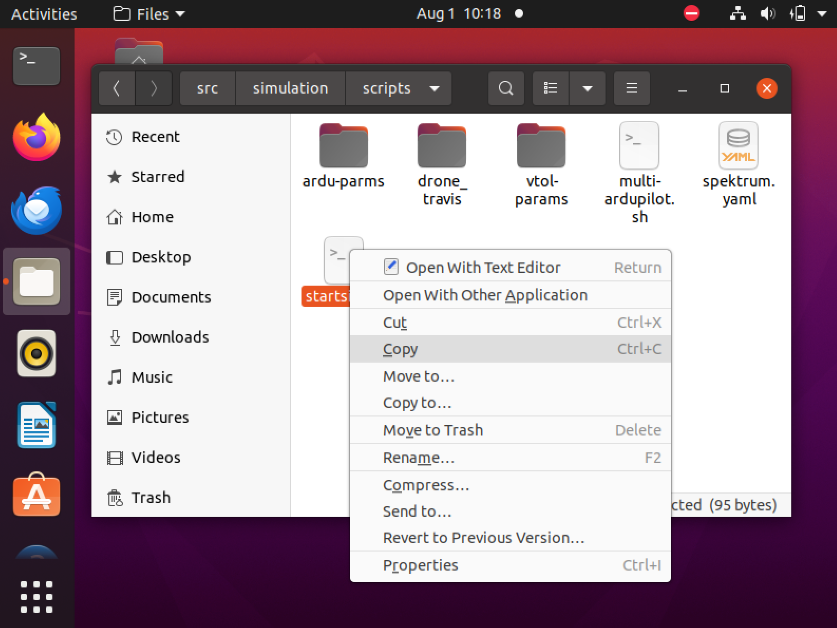 Activities Files Aug 1 10:18
src simulation scripts
Recent
Starred
Home
Desktop
Documents
Downloads
Music
Pictures
Videos
Trash
ardu-parms
drone_
travis
vtol-
params
>_
multi-
ardupilot.
sh
YAML
spektrum.
yaml
>_
Open With Text Editor Return
Open With Other Application
Cut Ctrl+X
Copy Ctrl+C
Move to…
Copy to…
Move to Trash Delete
Rename… F2
Compress…
Send to…
Revert to Previous Version…
Properties Ctrl+I
(95 bytes)
>_